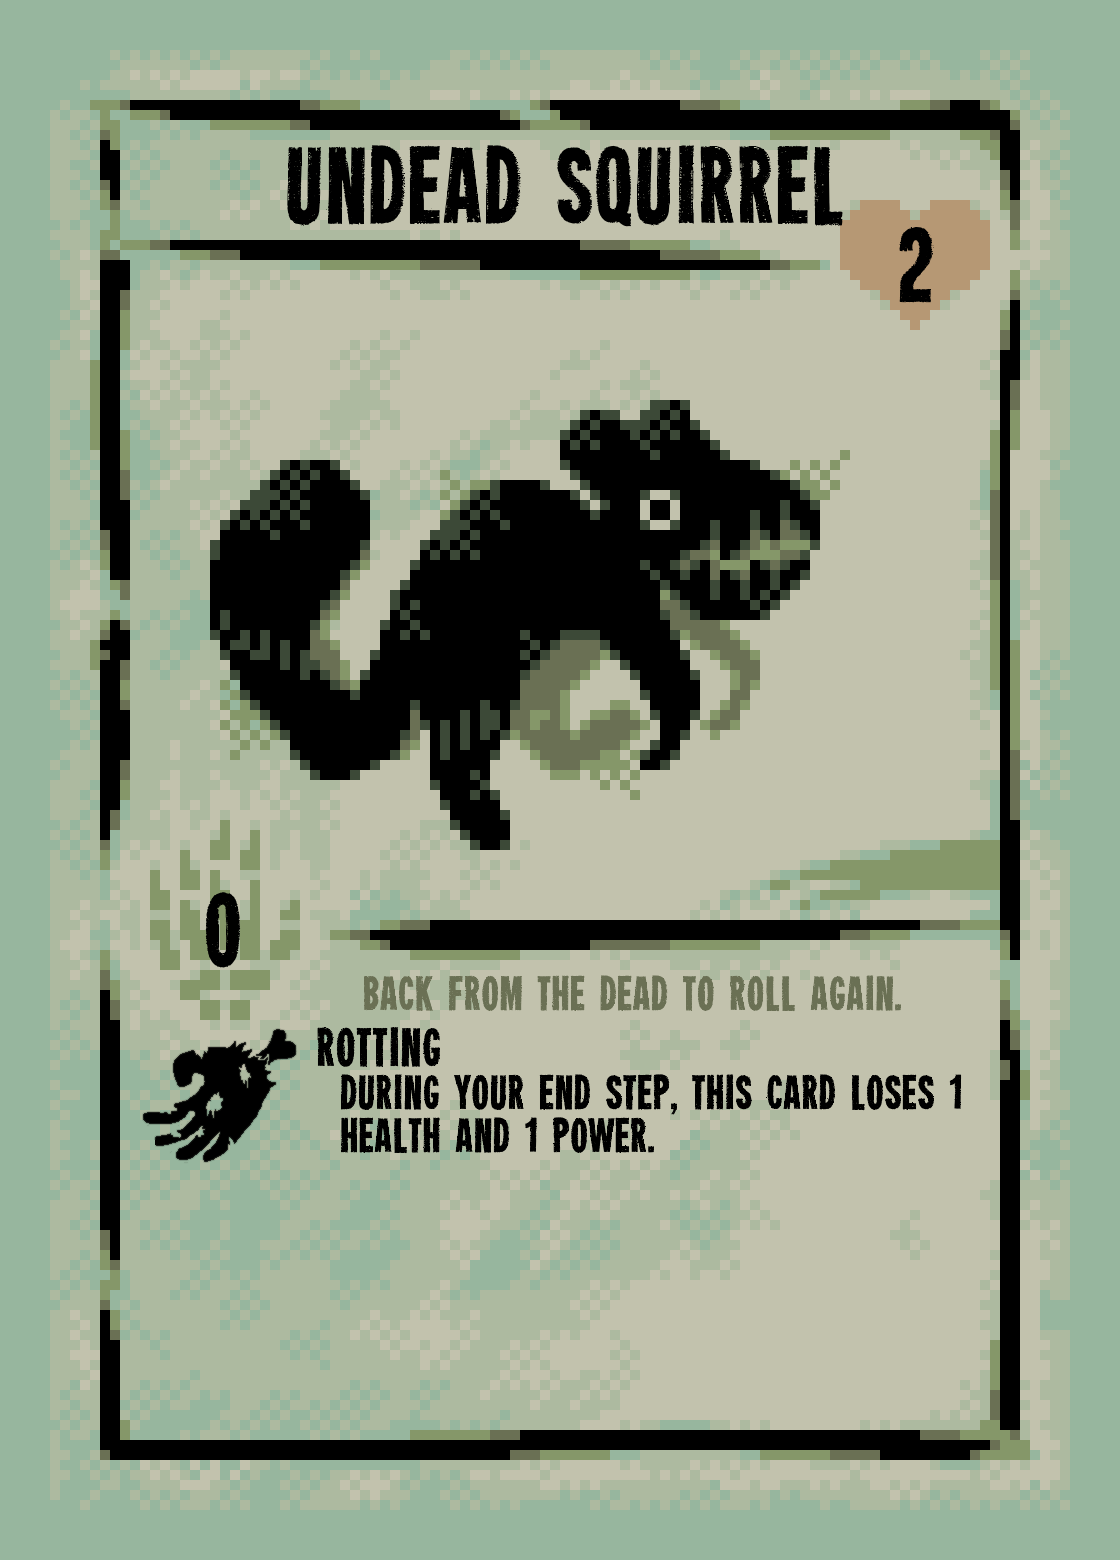 UNDEAD SQUIRREL
2
0
BACK FROM THE DEAD TO ROLL AGAIN.
ROTTING
DURING YOUR END STEP, THIS CARD LOSES 1
HEALTH AND 1 POWER.